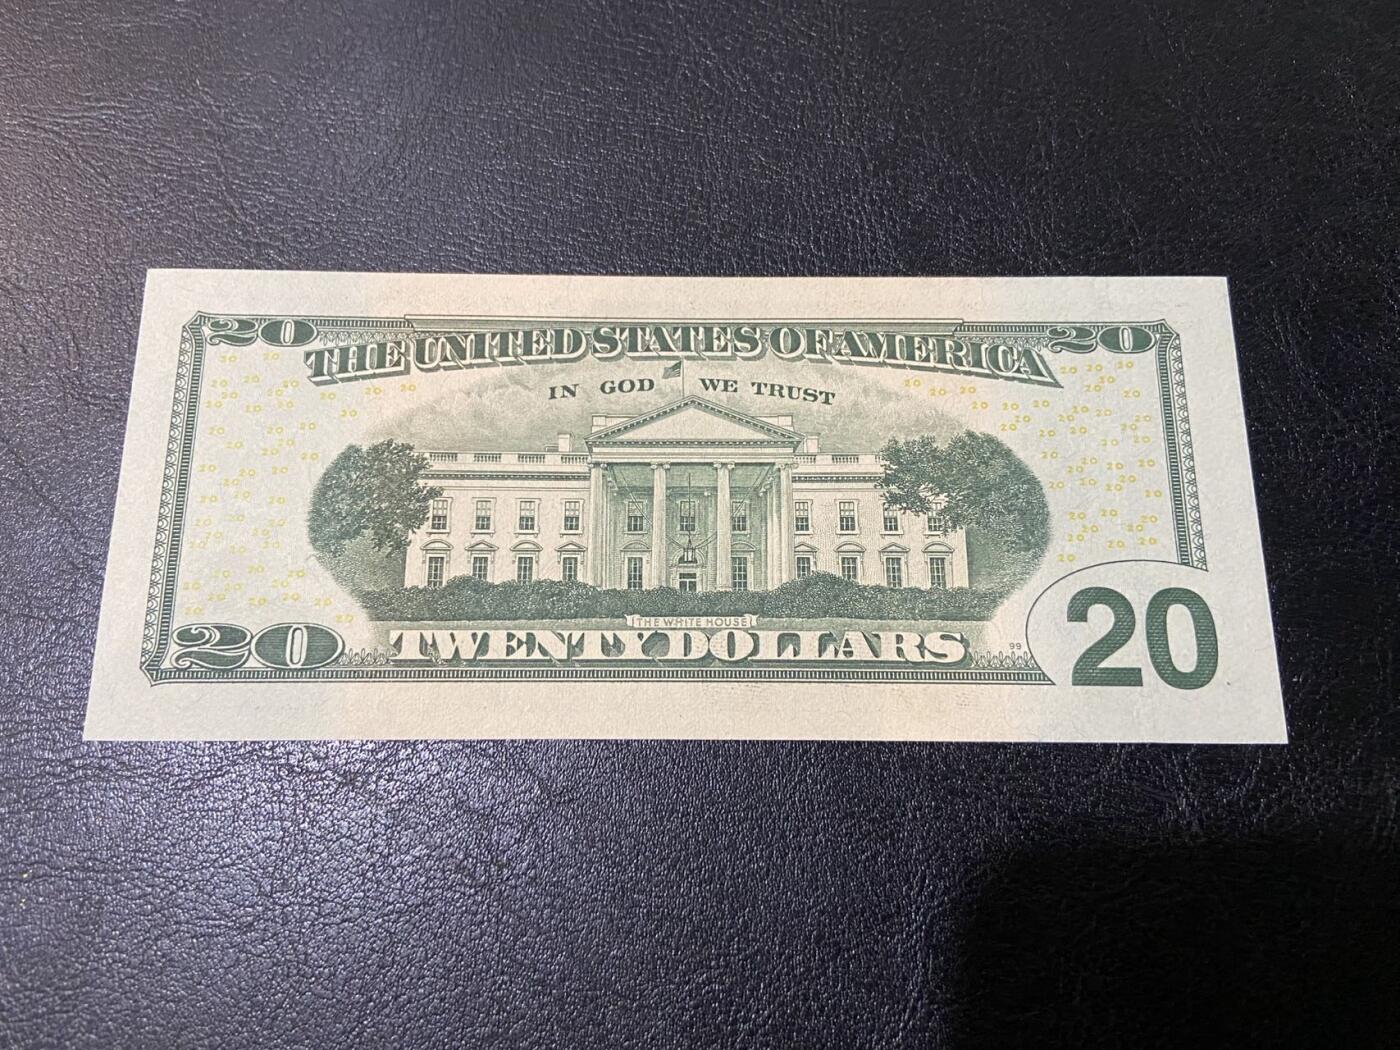 20 20
THE UNITED STATES OF AMERICA
IN GOD WE TRUST
THE WHITE HOUSE
20 TWENTY DOLLARS 99 20